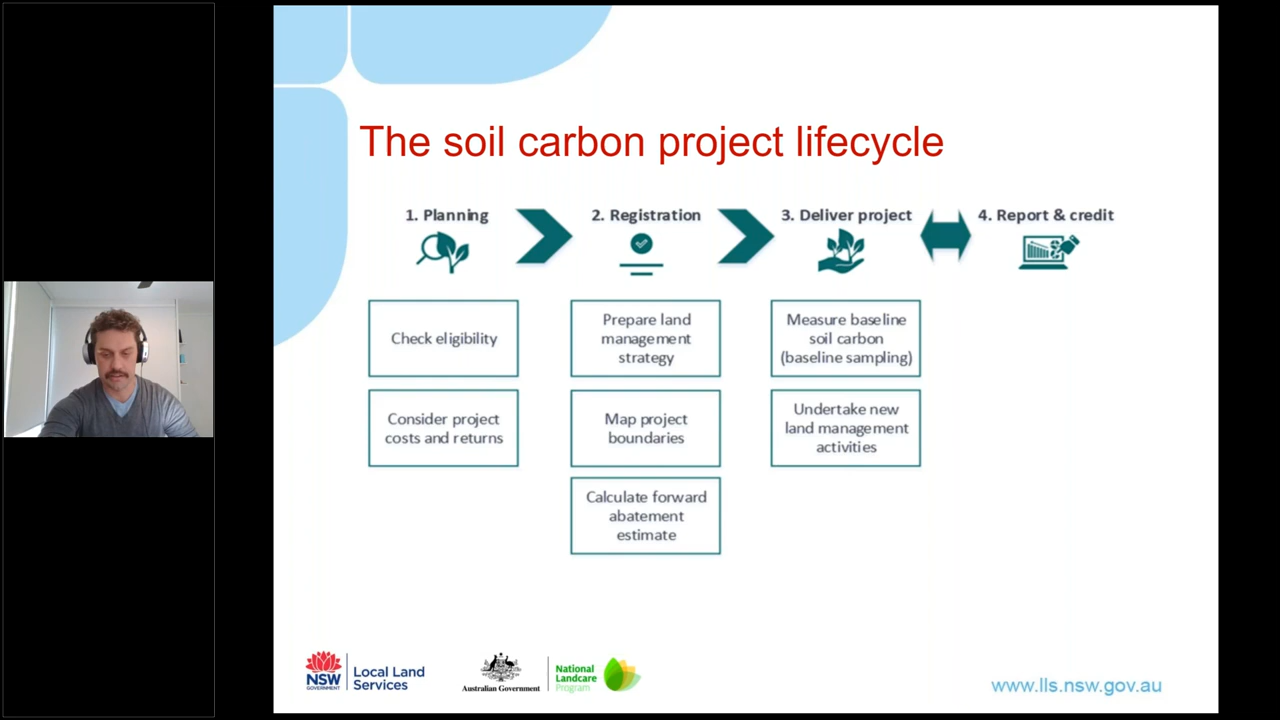 The soil carbon project lifecycle
1. Planning
2. Registration
3. Deliver project
4. Report & credit
Check eligibility
Prepare land
management
strategy
Measure baseline
soil carbon
(baseline sampling)
Consider project
costs and returns
Map project
boundaries
Undertake new
land management
activities
Calculate forward
abatement
estimate
NSW
GOVERNMENT
Local Land
Services
Australian Government
National
Landcare
Program
www.lls.nsw.gov.au